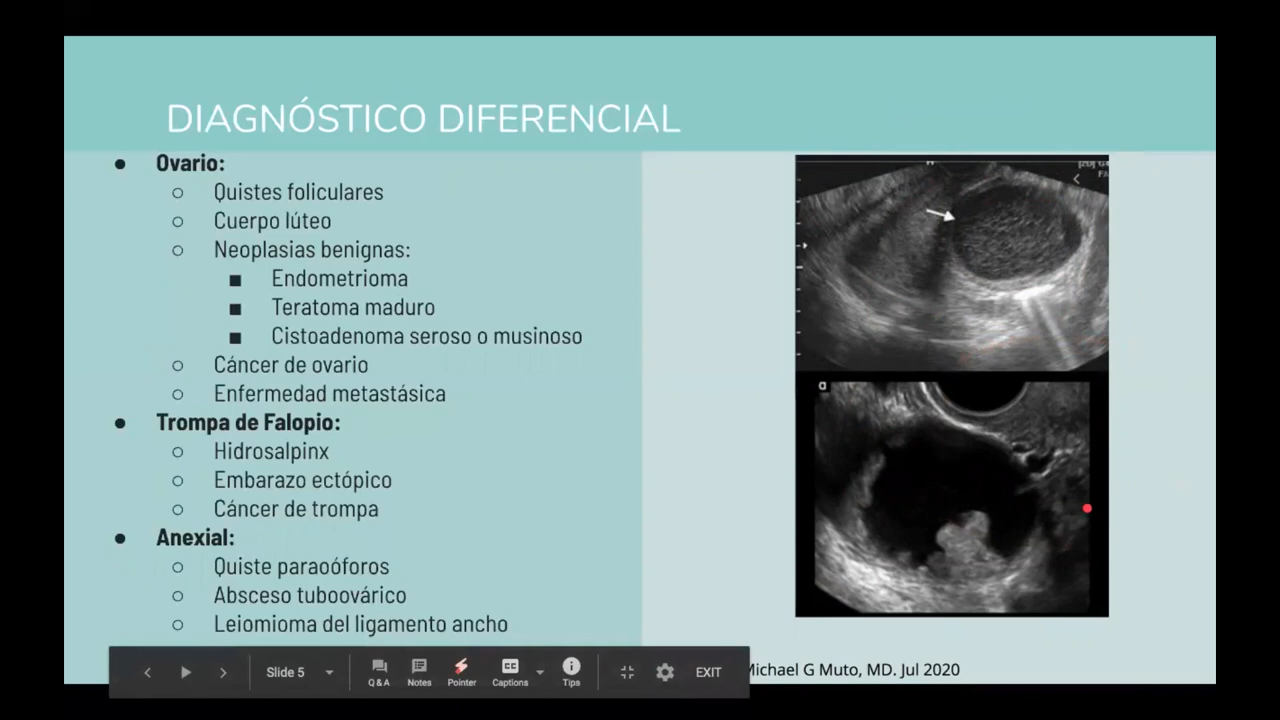 DIAGNÓSTICO DIFERENCIAL
● Ovario:
○ Quistes foliculares
○ Cuerpo lúteo
○ Neoplasias benignas:
■ Endometrioma
■ Teratoma maduro
■ Cistoadenoma seroso o musinoso
○ Cáncer de ovario
○ Enfermedad metastásica
● Trompa de Falopio:
○ Hidrosalpinx
○ Embarazo ectópico
○ Cáncer de trompa
● Anexial:
○ Quiste paraoóforos
○ Absceso tuboovárico
○ Leiomioma del ligamento ancho
a
Slide 5
Q & A
Notes
Pointer
CC
Captions
Tips
EXIT
Michael G Muto, MD. Jul 2020